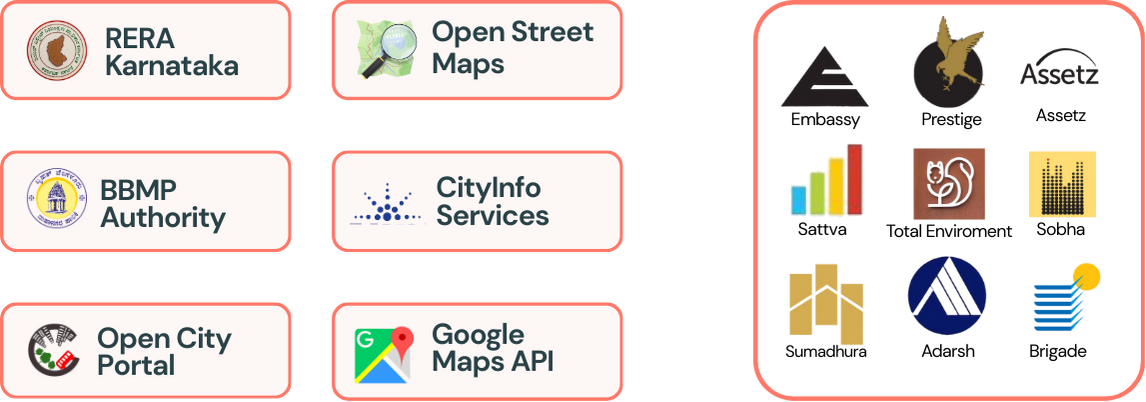 RERA
Karnataka
Open Street
Maps
BBMP
Authority
CityInfo
Services
Open City
Portal
G
Google
Maps API
Embassy
Prestige
Assetz
Assetz
Sattva
Total Enviroment
Sobha
Sumadhura
Adarsh
Brigade